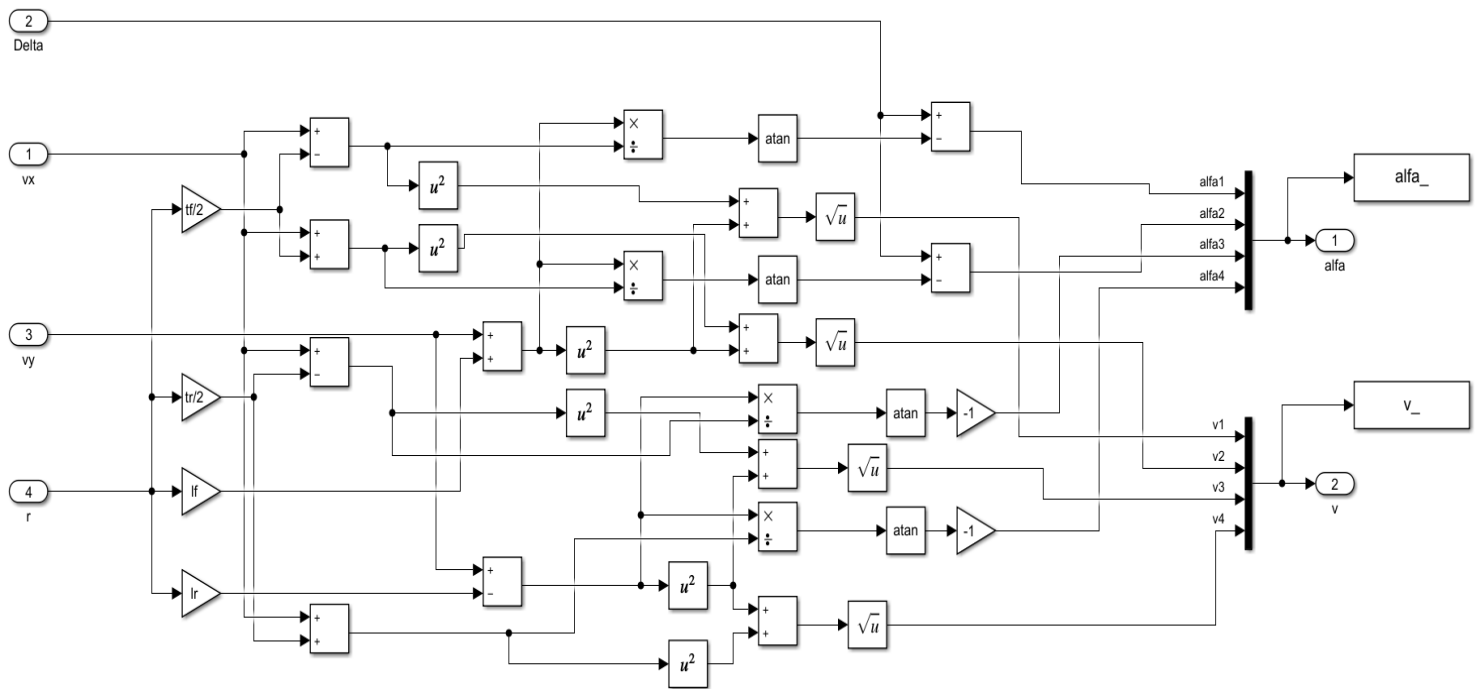 2
Delta
1
vx
3
vy
4
r
tf/2
tr/2
lf
lr
+
−
+
+
+
−
+
+
u²
u²
+
+
+
−
×
÷
×
÷
u²
u²
atan
atan
+
+
+
+
√u
√u
+
−
+
−
×
÷
+
+
×
÷
u²
u²
+
+
atan
-1
√u
atan
-1
√u
alfa1
alfa2
alfa3
alfa4
alfa_
1
alfa
v1
v2
v3
v4
v_
2
v